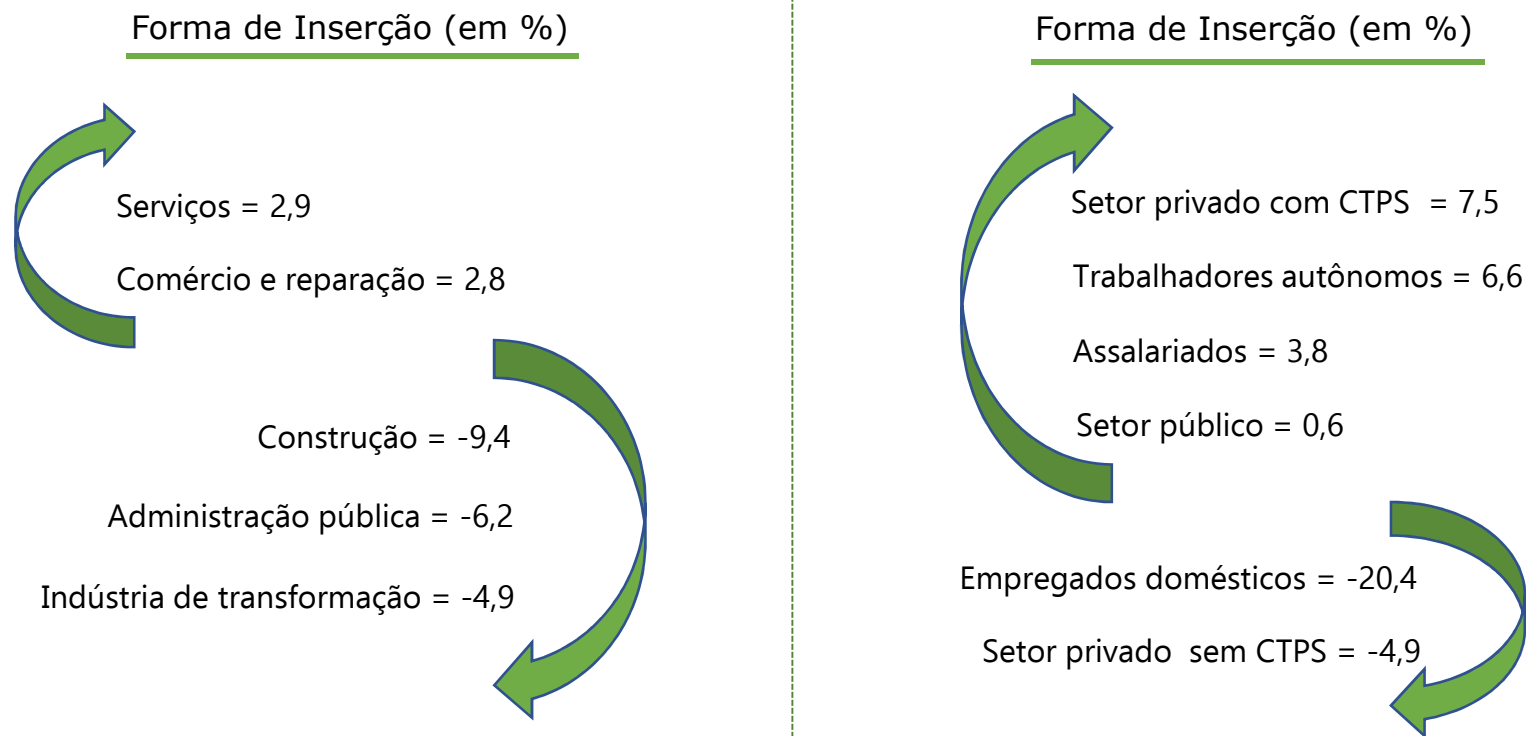 Forma de Inserção (em %)
Serviços = 2,9
Comércio e reparação = 2,8
Construção = -9,4
Administração pública = -6,2
Indústria de transformação = -4,9
Forma de Inserção (em %)
Setor privado com CTPS = 7,5
Trabalhadores autônomos = 6,6
Assalariados = 3,8
Setor público = 0,6
Empregados domésticos = -20,4
Setor privado sem CTPS = -4,9